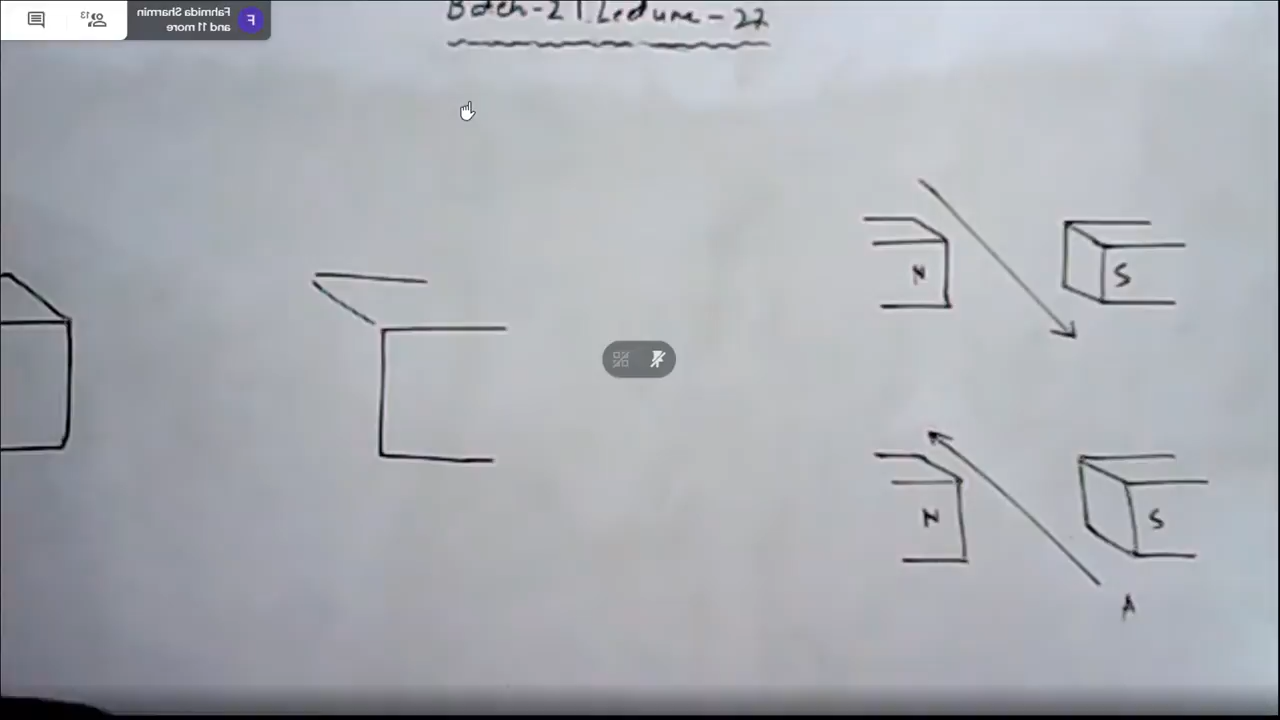 Fahmida Sharmin
and 11 more
F
13
Batch-21. Lecture-27
N S
N S
A